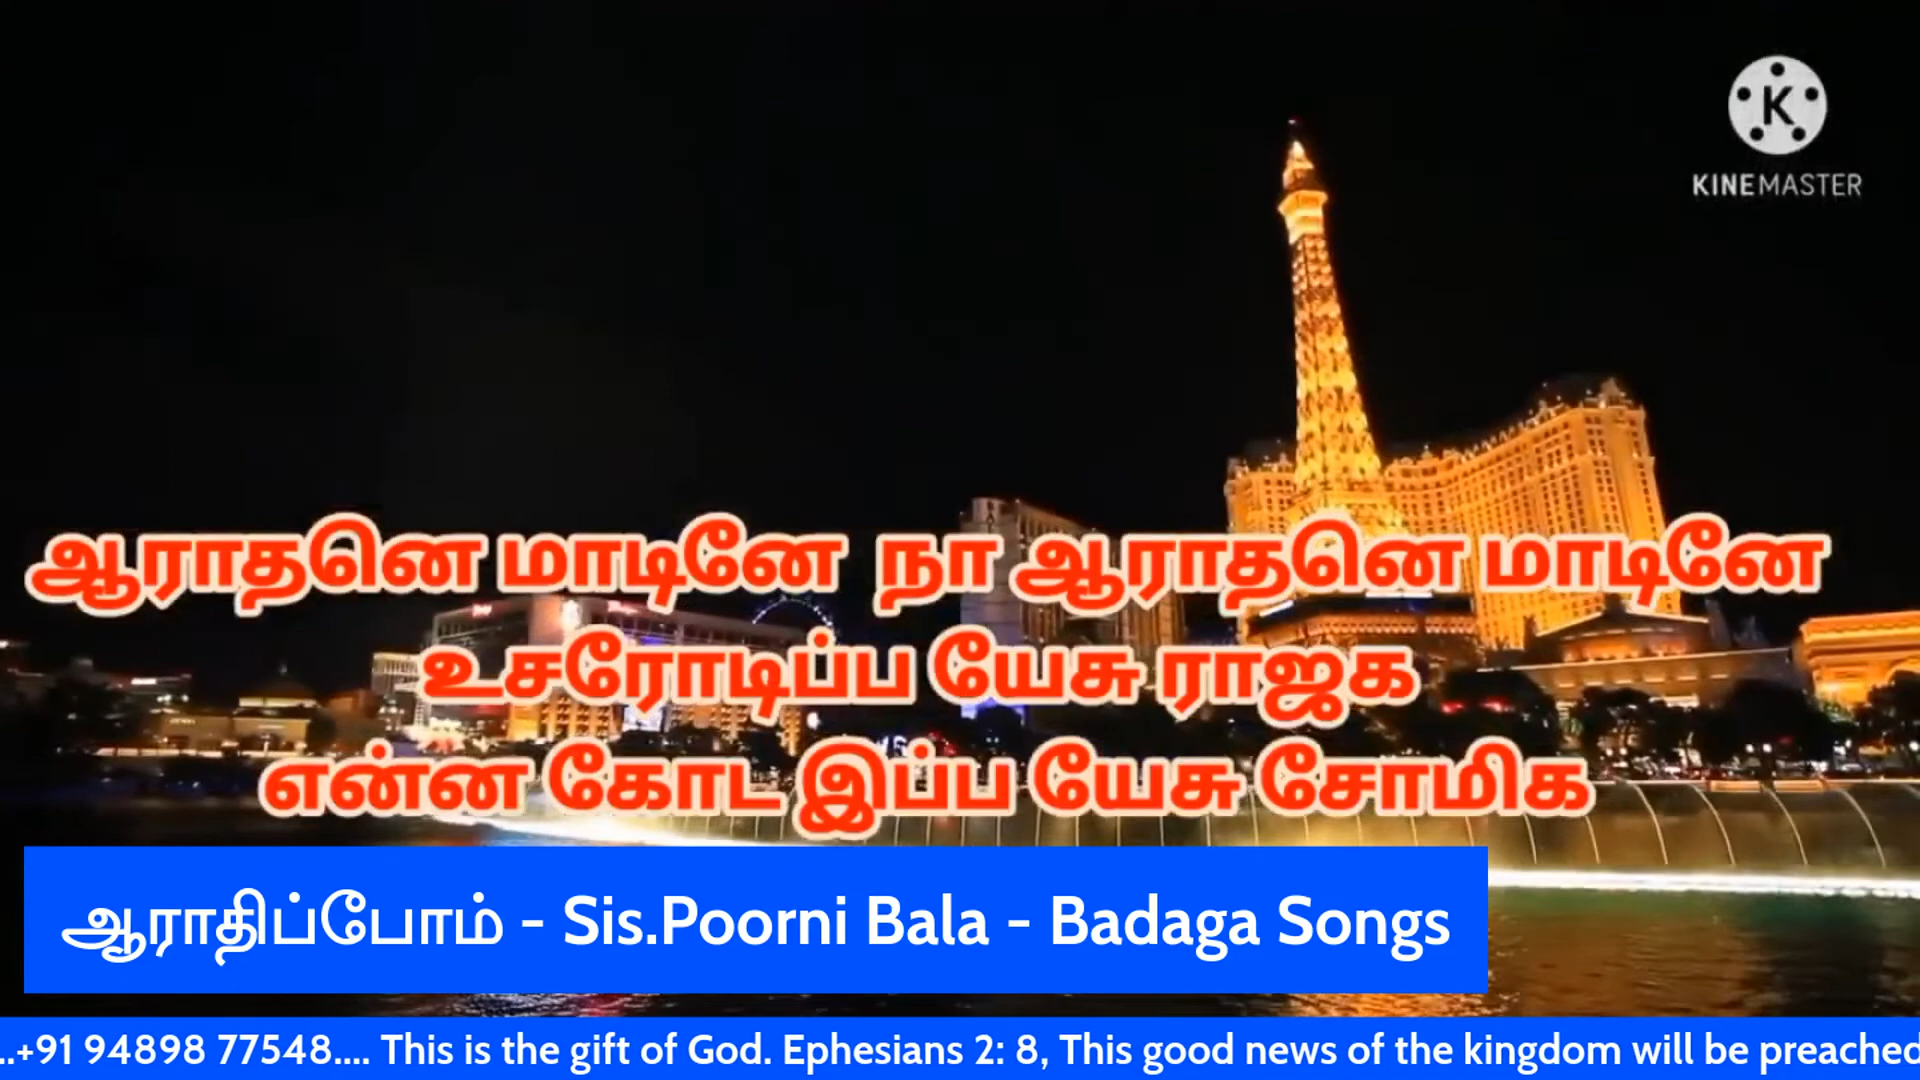 KINEMASTER
ஆராதனெ மாடினே நா ஆராதனெ மாடினே
உசரோடிப்ப யேசு ராஜக
என்ன கோட இப்ப யேசு சோமிக
ஆராதிப்போம் - Sis.Poorni Bala - Badaga Songs
..+91 94898 77548.... This is the gift of God. Ephesians 2: 8, This good news of the kingdom will be preached